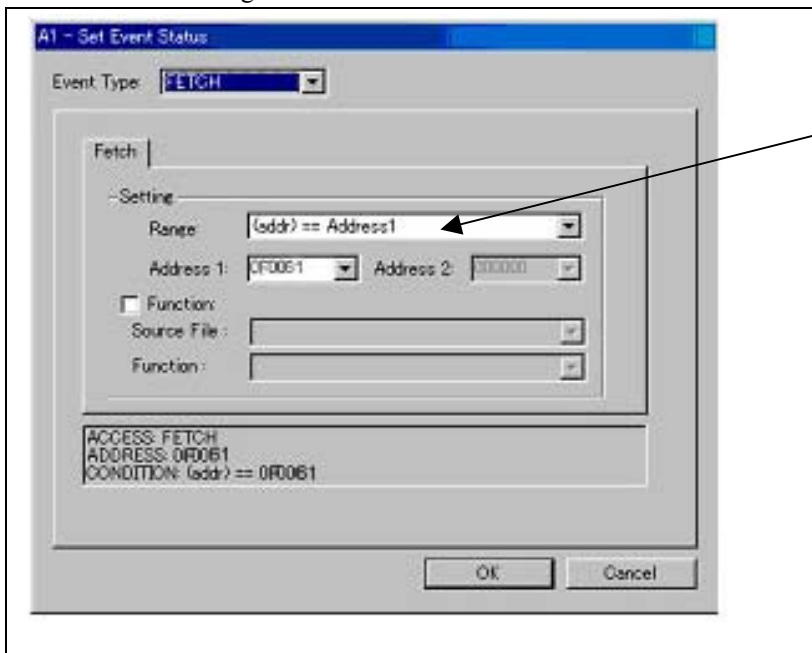 A1 - Set Event Status
Event Type: FETCH
Fetch
Setting
Range: (addr) == Address1
Address 1: 0F0061 Address 2: 000000
Function:
Source File :
Function :
ACCESS: FETCH
ADDRESS: 0F0061
CONDITION: (addr) == 0F0061
OK Cancel